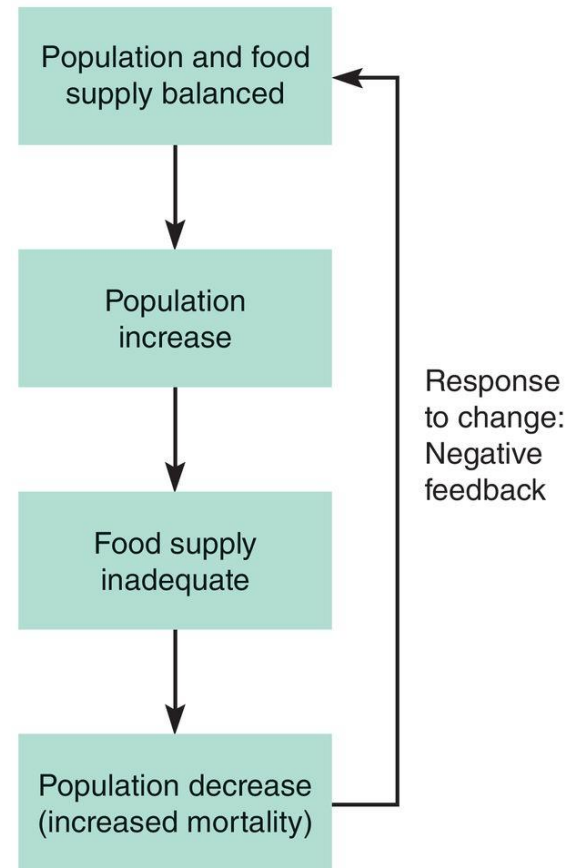 Population and food
supply balanced
Population
increase
Response
to change:
Negative
feedback
Food supply
inadequate
Population decrease
(increased mortality)